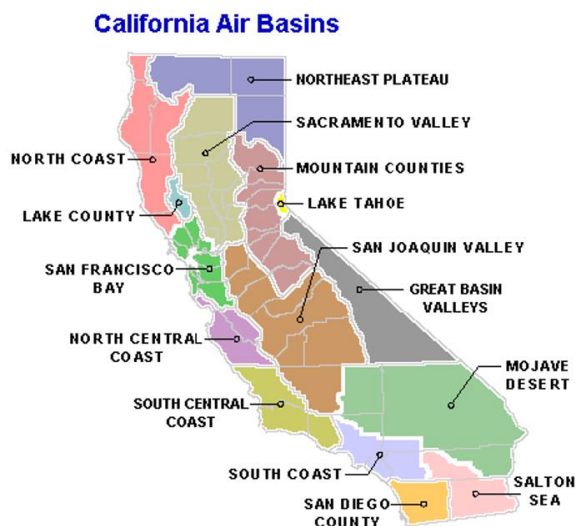 California Air Basins
NORTHEAST PLATEAU
SACRAMENTO VALLEY
NORTH COAST
MOUNTAIN COUNTIES
LAKE COUNTY
LAKE TAHOE
SAN JOAQUIN VALLEY
SAN FRANCISCO
BAY
GREAT BASIN
VALLEYS
NORTH CENTRAL
COAST
MOJAVE
DESERT
SOUTH CENTRAL
COAST
SOUTH COAST
SALTON
SEA
SAN DIEGO
COUNTY